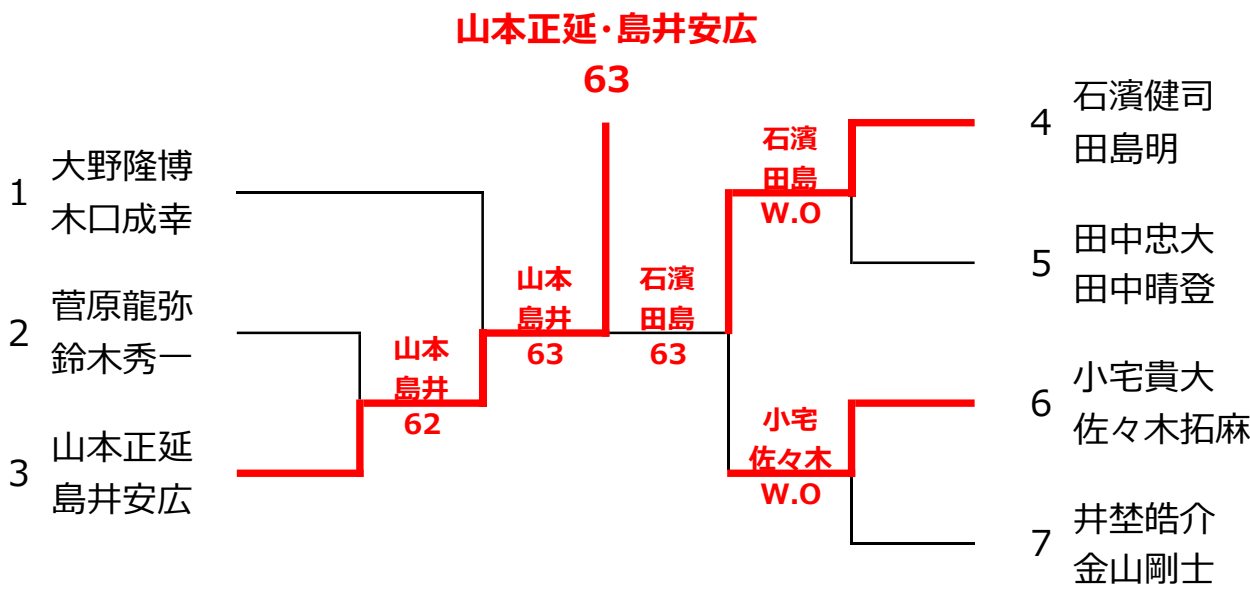 山本正延･島井安広
63
1
大野隆博
木口成幸
2
菅原龍弥
鈴木秀一
3
山本正延
島井安広
山本
島井
62
山本
島井
63
石濱
田島
63
石濱
田島
W.O
小宅
佐々木
W.O
4
石濱健司
田島明
5
田中忠大
田中晴登
6
小宅貴大
佐々木拓麻
7
井埜皓介
金山剛士